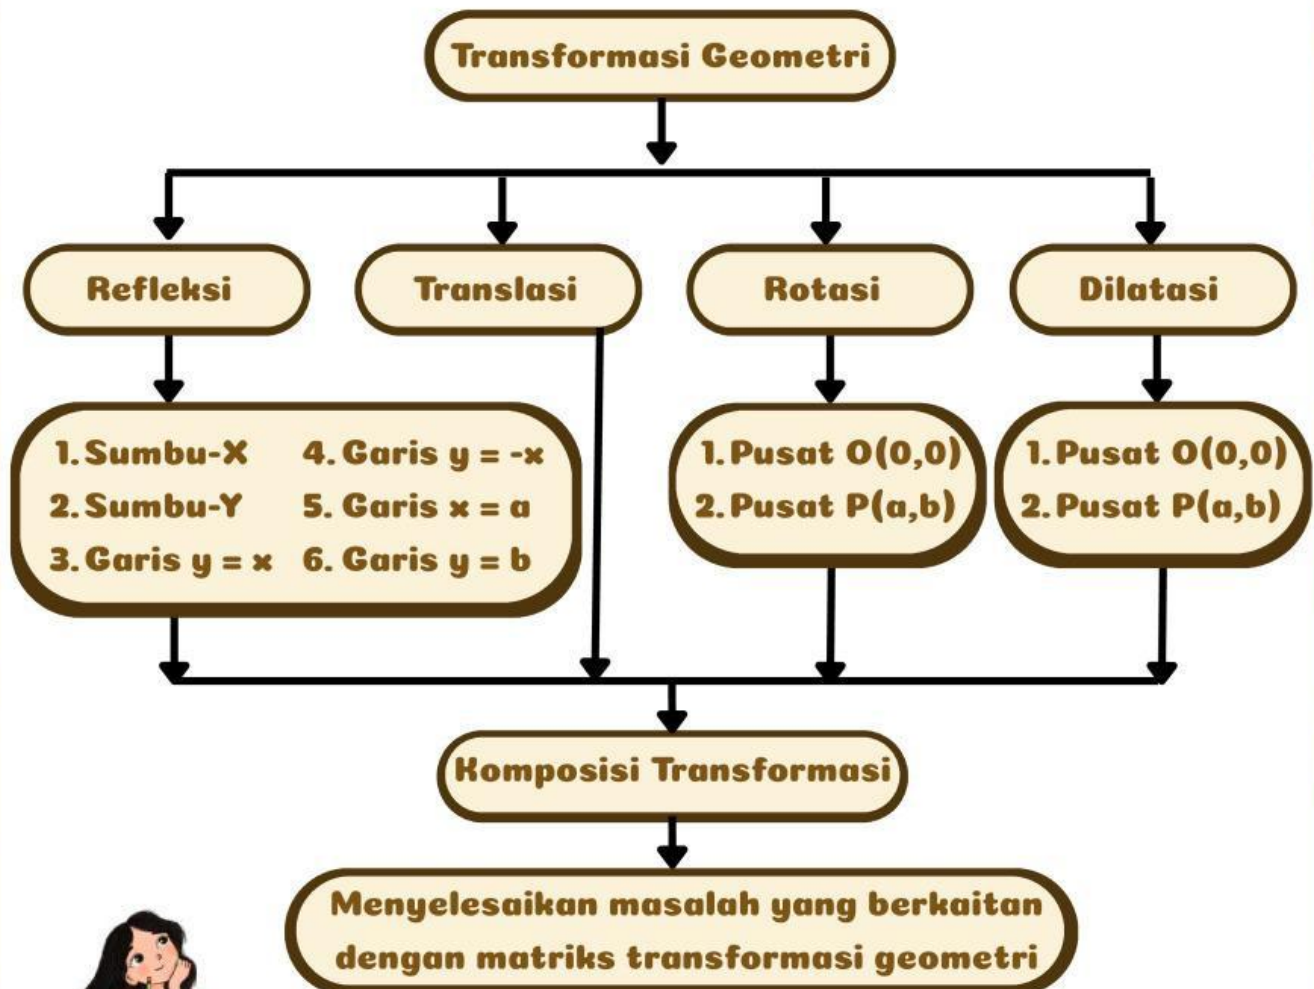 Transformasi Geometri
Refleksi
Translasi
Rotasi
Dilatasi
1. Sumbu-X
2. Sumbu-Y
3. Garis y = x
4. Garis y = -x
5. Garis x = a
6. Garis y = b
1. Pusat O(0,0)
2. Pusat P(a,b)
1. Pusat O(0,0)
2. Pusat P(a,b)
Komposisi Transformasi
Menyelesaikan masalah yang berkaitan
dengan matriks transformasi geometri